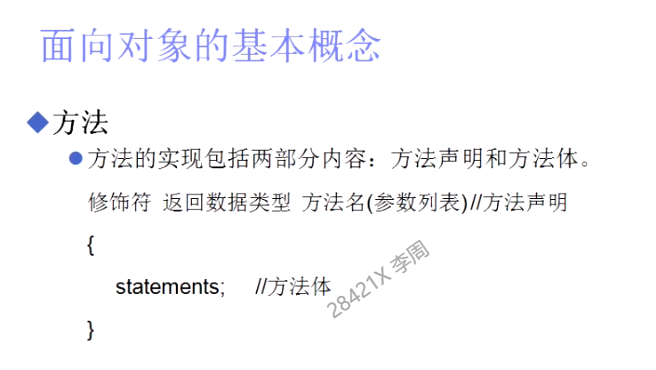 面向对象的基本概念
方法
方法的实现包括两部分内容：方法声明和方法体。
修饰符 返回数据类型 方法名(参数列表)//方法声明
{
statements; //方法体
28421X 李周
}